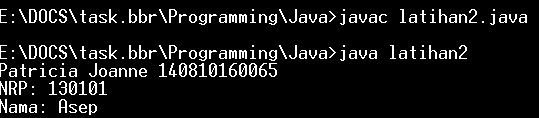 E:\DOCS\task.bbr\Programming\Java>javac latihan2.java
E:\DOCS\task.bbr\Programming\Java>java latihan2
Patricia Joanne 140810160065
NRP: 130101
Nama: Asep